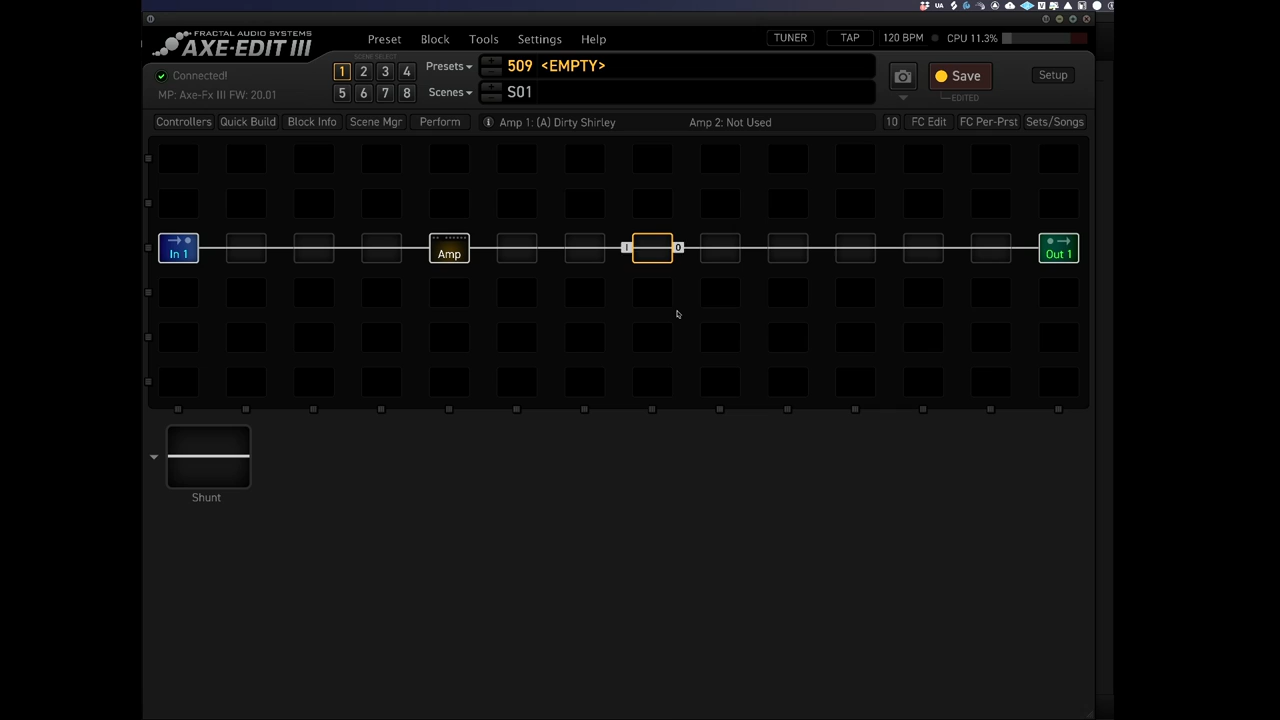 UA
FRACTAL AUDIO SYSTEMS
AXE-EDIT III
Preset Block Tools Settings Help
TUNER TAP 120 BPM CPU 11.3%
Connected!
MP: Axe-Fx III FW: 20.01
SCENE SELECT
1 2 3 4
5 6 7 8
Presets 509 <EMPTY>
Scenes S01
Save
EDITED
Setup
Controllers Quick Build Block Info Scene Mgr Perform
Amp 1: (A) Dirty Shirley Amp 2: Not Used
10 FC Edit FC Per-Prst Sets/Songs
In 1 Amp I O Out 1
Shunt